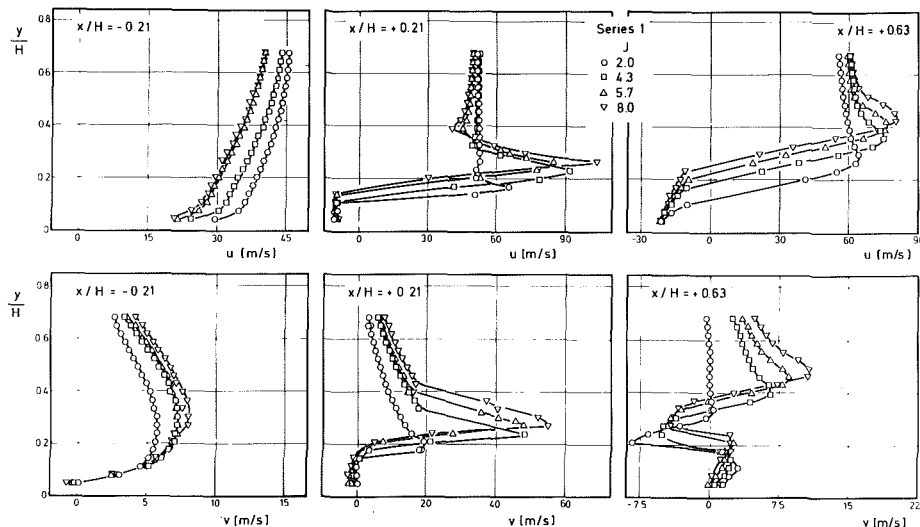 y/H
0.8
0.6
0.4
0.2
0
x/H = -0.21
x/H = +0.21
Series 1
J
○ 2.0
□ 4.3
△ 5.7
▽ 8.0
x/H = +0.63
0 15 30 45
u [m/s]
0 30 60 90
u [m/s]
-30 0 30 60 90
u [m/s]
y/H
0.8
0.6
0.4
0.2
0
x/H = -0.21
x/H = +0.21
x/H = +0.63
0 5 10 15
v [m/s]
0 20 40 60
v [m/s]
-7.5 0 7.5 15 22
v [m/s]